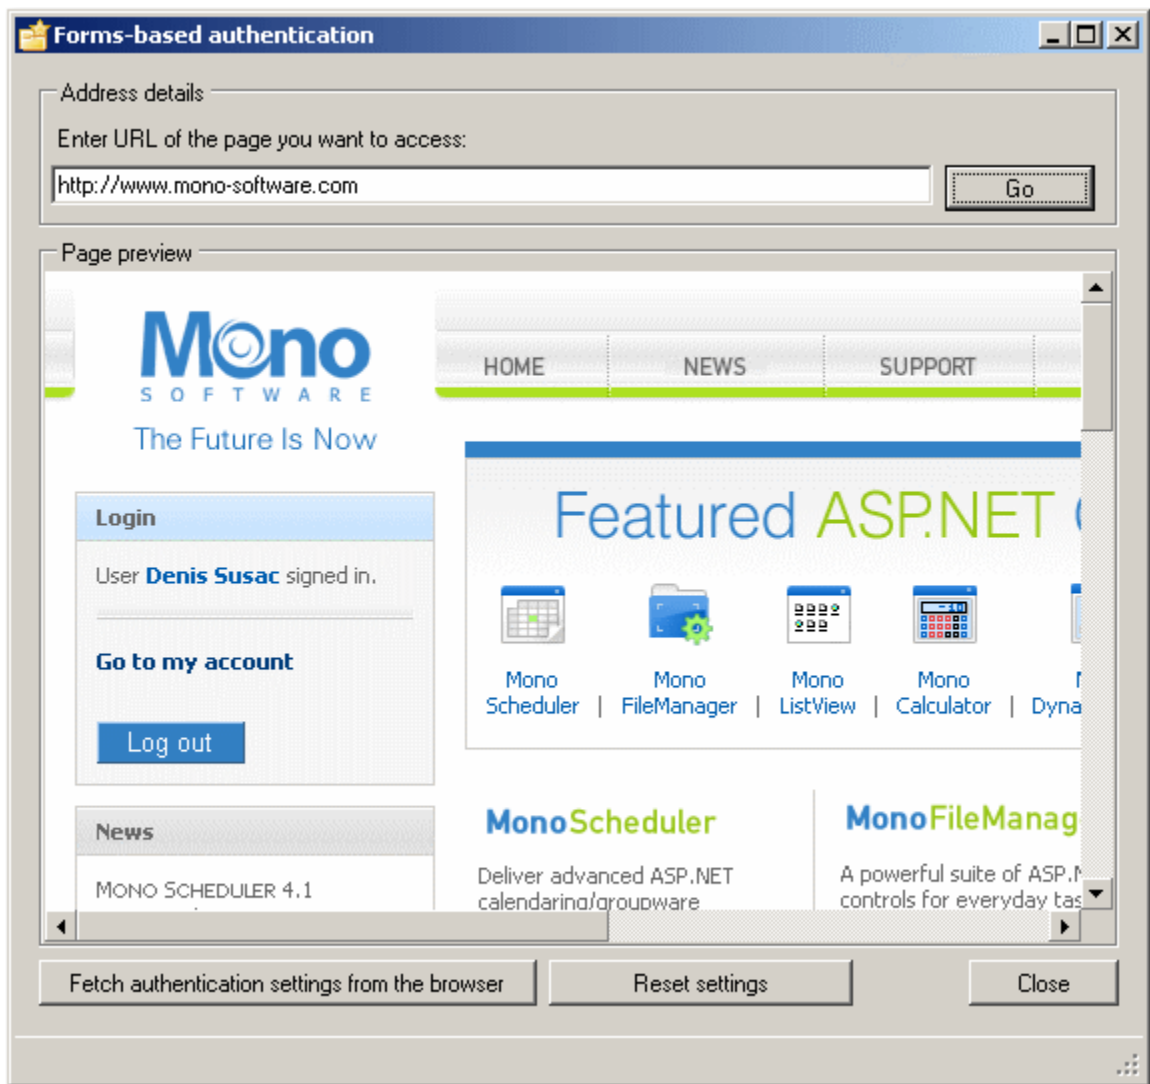 Forms-based authentication
Address details
Enter URL of the page you want to access:
http://www.mono-software.com
Go
Page preview
Mono
SOFTWARE
The Future Is Now
HOME
NEWS
SUPPORT
Login
User Denis Susac signed in.
Go to my account
Log out
News
MONO SCHEDULER 4.1
Featured ASP.NET
Mono Scheduler | Mono FileManager | Mono ListView | Mono Calculator |
MonoScheduler
Deliver advanced ASP.NET
calendaring/groupware
MonoFileManag
A powerful suite of ASP.N
controls for everyday tas
Fetch authentication settings from the browser
Reset settings
Close